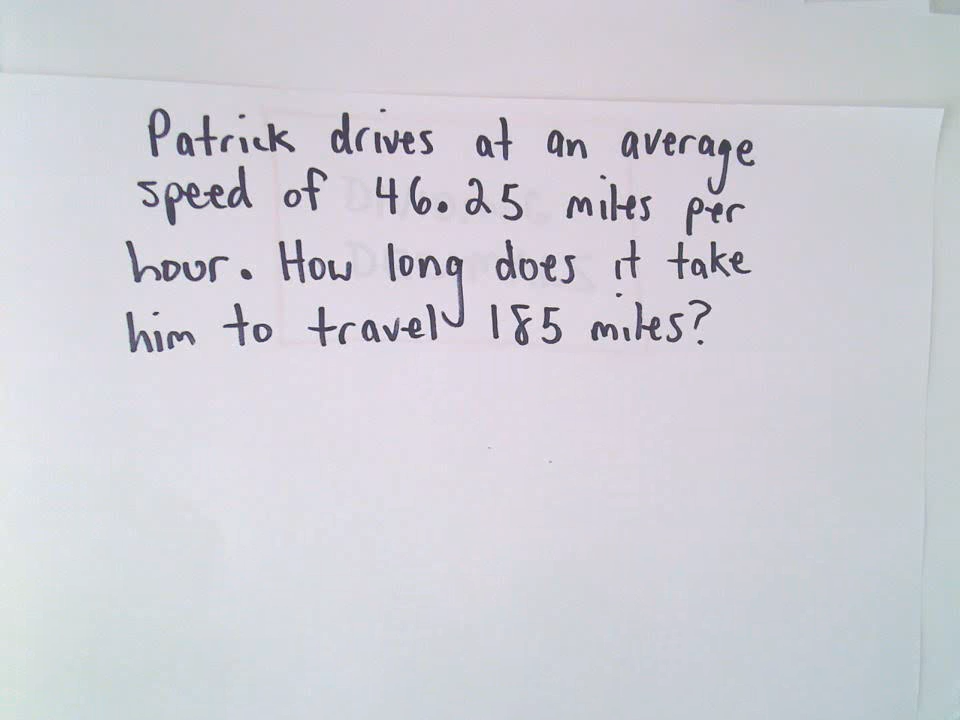 Patrick drives at an average
speed of 46.25 miles per
hour. How long does it take
him to travel 185 miles?